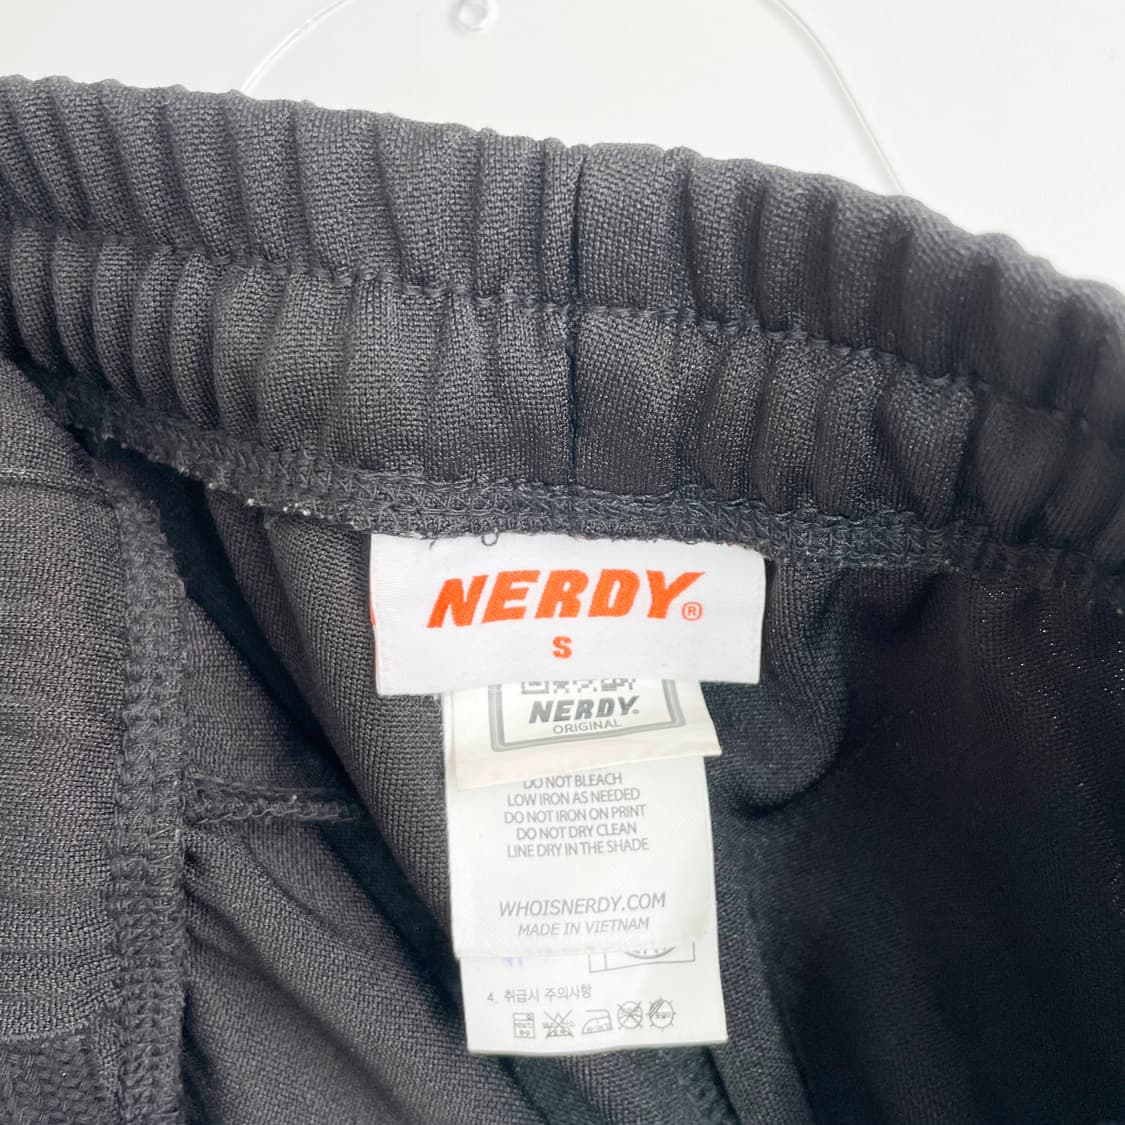 NERDY®
S
NERDY®
ORIGINAL
DO NOT BLEACH
LOW IRON AS NEEDED
DO NOT IRON ON PRINT
DO NOT DRY CLEAN
LINE DRY IN THE SHADE
WHOISNERDY.COM
MADE IN VIETNAM
4. 취급시 주의사항